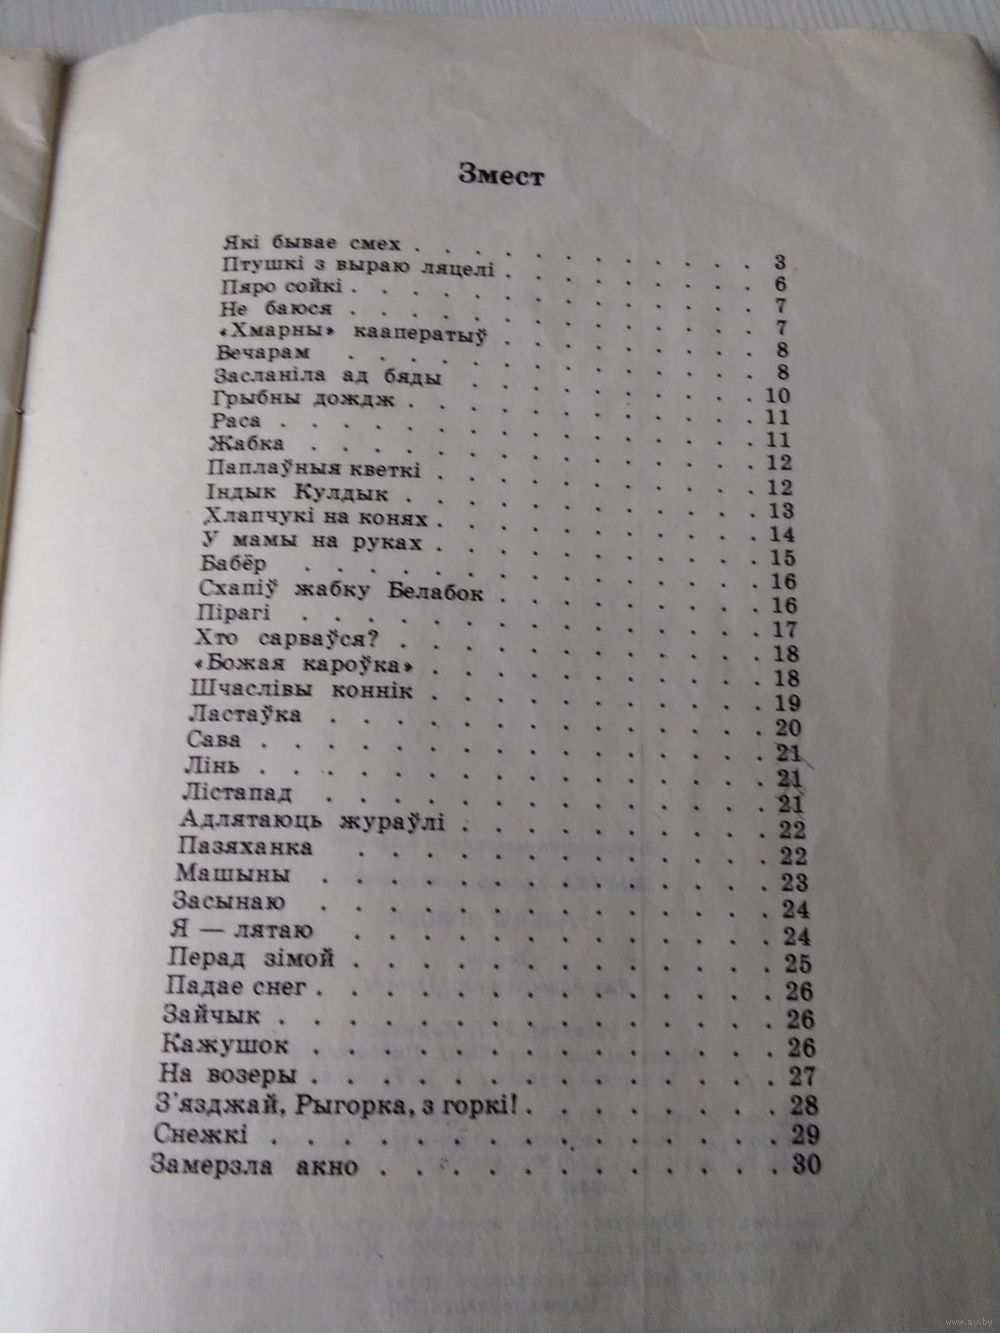 Змест
Які бывае смех . . . . . . . . . . . . 3
Птушкі з выраю ляцелі . . . . . . . . . 6
Пяро сойкі . . . . . . . . . . . . . . 7
Не баюся . . . . . . . . . . . . . . 7
«Хмарны» кааператыў . . . . . . . . . 8
Вечарам . . . . . . . . . . . . . . 8
Засланіла ад бяды . . . . . . . . . . 10
Грыбны дождж . . . . . . . . . . . . 11
Раса . . . . . . . . . . . . . . . . 11
Жабка . . . . . . . . . . . . . . . 12
Паплаўныя кветкі . . . . . . . . . . . 12
Індык Кулдык . . . . . . . . . . . . 13
Хлапчукі на конях . . . . . . . . . . . 14
У мамы на руках . . . . . . . . . . . 15
Бабёр . . . . . . . . . . . . . . . 16
Схапіў жабку Белабок . . . . . . . . . 16
Пірагі . . . . . . . . . . . . . . . 17
Хто сарваўся? . . . . . . . . . . . . 18
«Божая кароўка» . . . . . . . . . . . 18
Шчаслівы коннік . . . . . . . . . . . 19
Ластаўка . . . . . . . . . . . . . . 20
Сава . . . . . . . . . . . . . . . . 21
Лінь . . . . . . . . . . . . . . . . 21
Лістапад . . . . . . . . . . . . . . 21
Адлятаюць жураўлі . . . . . . . . . . 22
Пазяханка . . . . . . . . . . . . . 22
Машыны . . . . . . . . . . . . . . 23
Засынаю . . . . . . . . . . . . . . 24
Я — лятаю . . . . . . . . . . . . . 24
Перад зімой . . . . . . . . . . . . . 25
Падае снег . . . . . . . . . . . . . . 26
Зайчык . . . . . . . . . . . . . . . 26
Кажушок . . . . . . . . . . . . . . 26
На возеры . . . . . . . . . . . . . . 27
З'язджай, Рыгорка, з горкі! . . . . . . . . 28
Снежкі . . . . . . . . . . . . . . . 29
Замерзла акно . . . . . . . . . . . . 30
www.ay.by